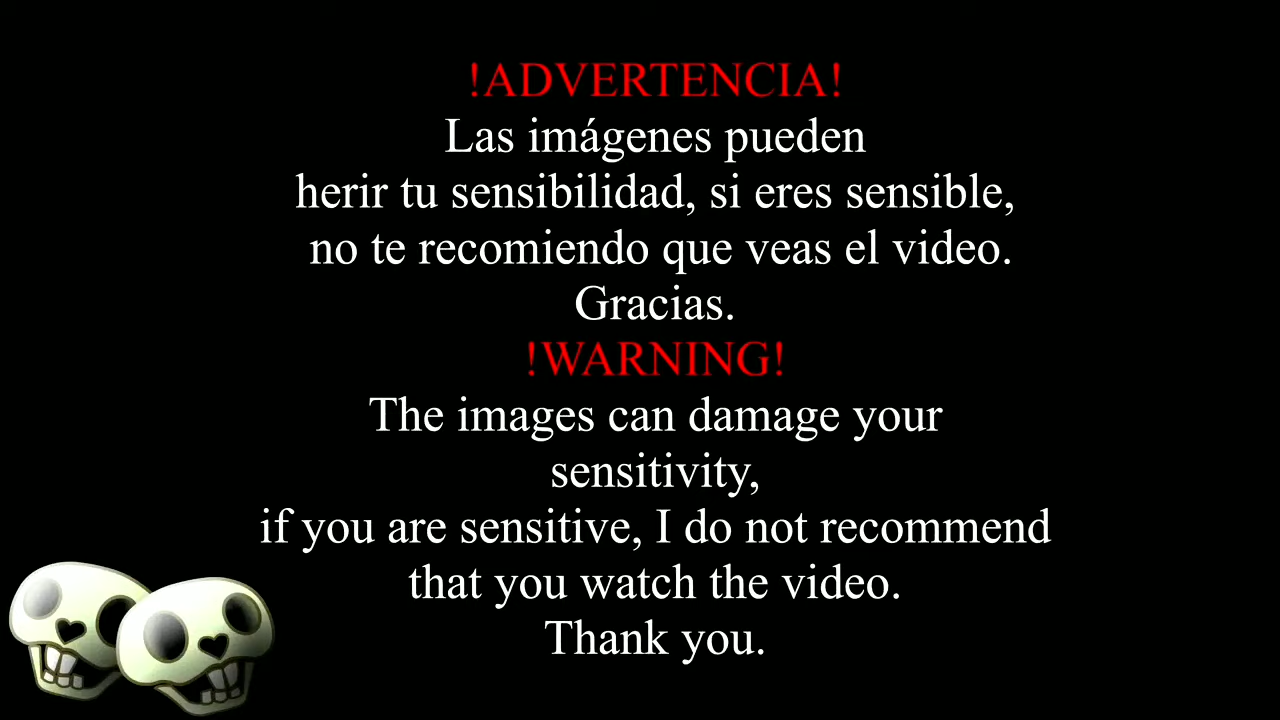 !ADVERTENCIA!
Las imágenes pueden
herir tu sensibilidad, si eres sensible,
no te recomiendo que veas el video.
Gracias.
!WARNING!
The images can damage your
sensitivity,
if you are sensitive, I do not recommend
that you watch the video.
Thank you.